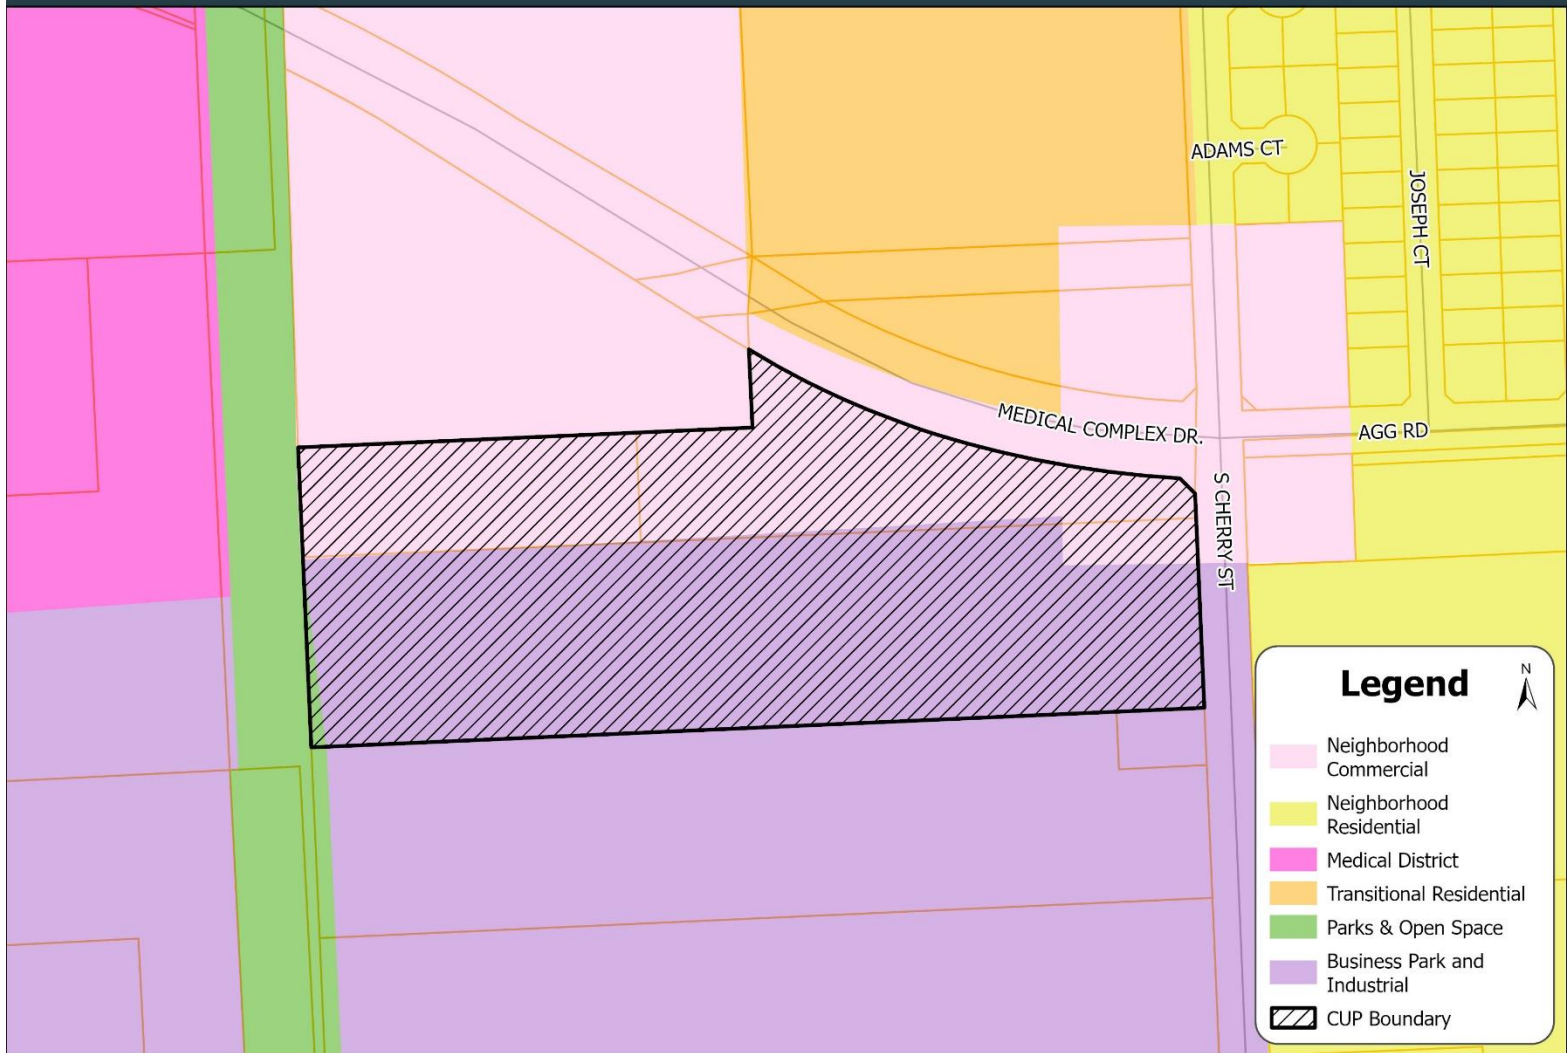 ADAMS CT
JOSEPH CT
MEDICAL COMPLEX DR.
AGG RD
S CHERRY ST
Legend
N
Neighborhood
Commercial
Neighborhood
Residential
Medical District
Transitional Residential
Parks & Open Space
Business Park and
Industrial
CUP Boundary